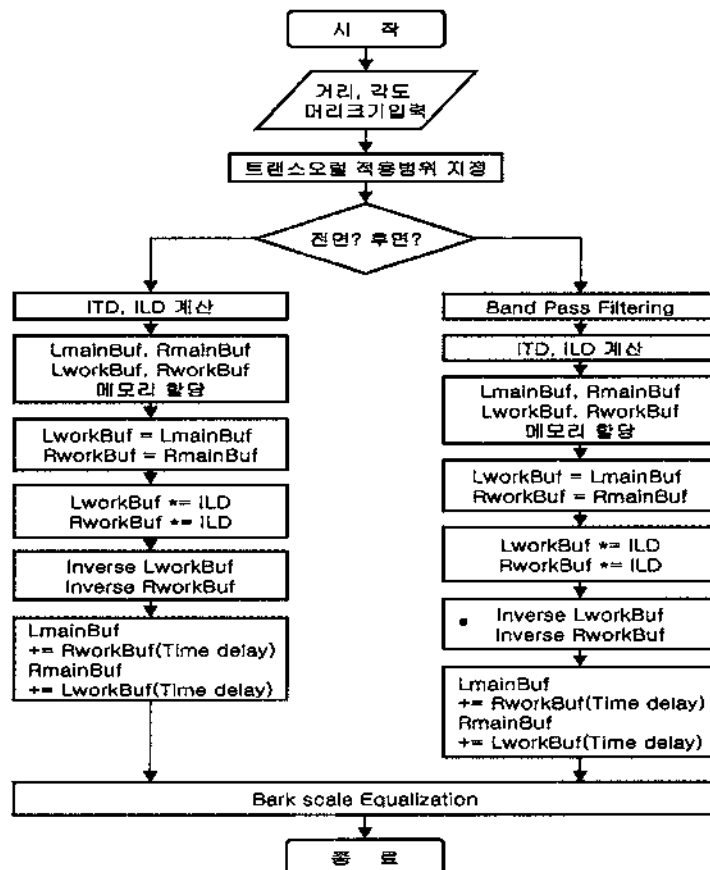 시 작
거리, 각도
머리크기입력
트랜스오럴 적용범위 지정
전면? 후면?
ITD, ILD 계산
LmainBuf, RmainBuf
LworkBuf, RworkBuf
메모리 할당
LworkBuf = LmainBuf
RworkBuf = RmainBuf
LworkBuf *= ILD
RworkBuf *= ILD
Inverse LworkBuf
Inverse RworkBuf
LmainBuf
+= RworkBuf(Time delay)
RmainBuf
+= LworkBuf(Time delay)
Band Pass Filtering
ITD, ILD 계산
LmainBuf, RmainBuf
LworkBuf, RworkBuf
메모리 할당
LworkBuf = LmainBuf
RworkBuf = RmainBuf
LworkBuf *= ILD
RworkBuf *= ILD
Inverse LworkBuf
Inverse RworkBuf
LmainBuf
+= RworkBuf(Time delay)
RmainBuf
+= LworkBuf(Time delay)
Bark scale Equalization
종 료